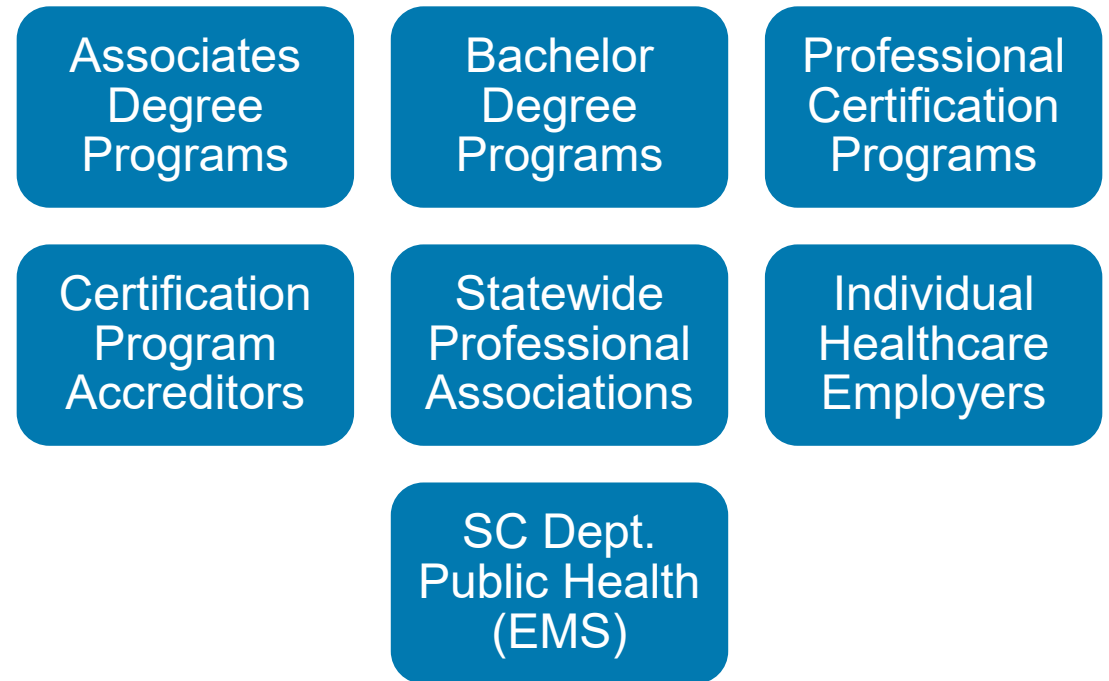 Associates
Degree
Programs
Bachelor
Degree
Programs
Professional
Certification
Programs
Certification
Program
Accreditors
Statewide
Professional
Associations
Individual
Healthcare
Employers
SC Dept.
Public Health
(EMS)